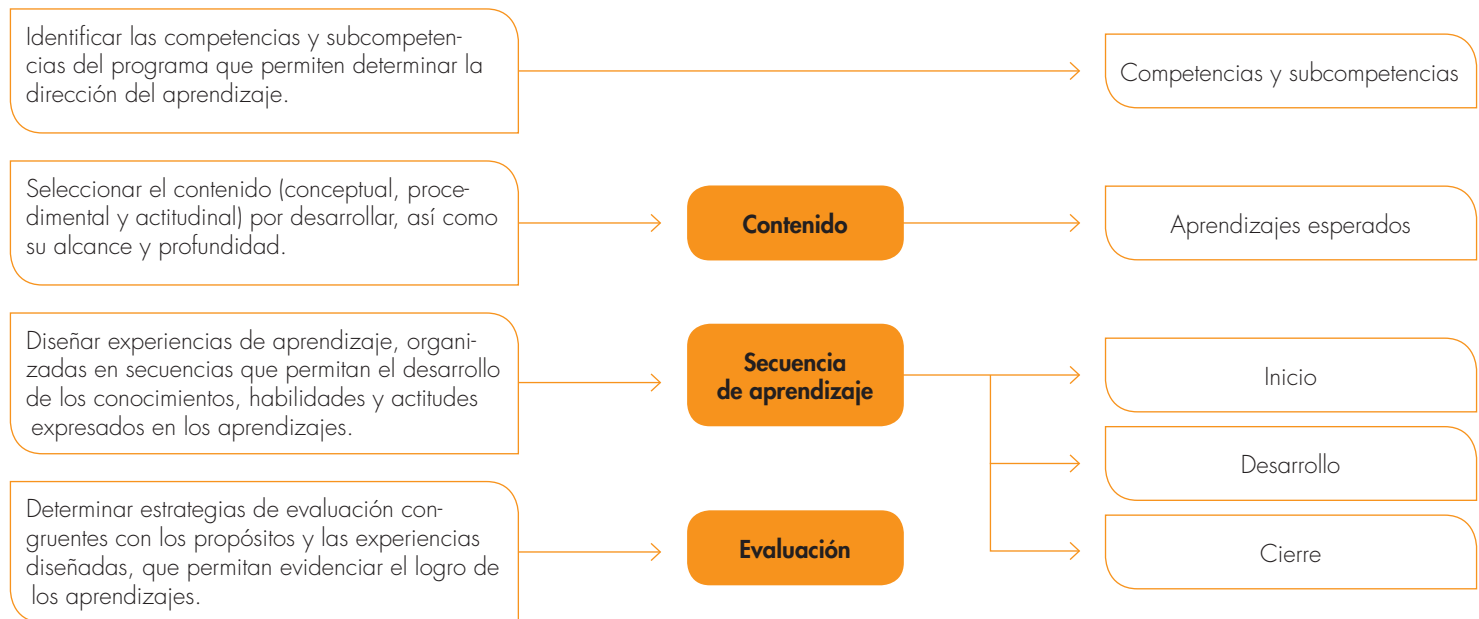 Identificar las competencias y subcompeten-
cias del programa que permiten determinar la
dirección del aprendizaje.
Competencias y subcompetencias
Seleccionar el contenido (conceptual, proce-
dimental y actitudinal) por desarrollar, así como
su alcance y profundidad.
Contenido
Aprendizajes esperados
Diseñar experiencias de aprendizaje, organi-
zadas en secuencias que permitan el desarrollo
de los conocimientos, habilidades y actitudes
expresados en los aprendizajes.
Secuencia
de aprendizaje
Inicio
Desarrollo
Cierre
Determinar estrategias de evaluación con-
gruentes con los propósitos y las experiencias
diseñadas, que permitan evidenciar el logro de
los aprendizajes.
Evaluación